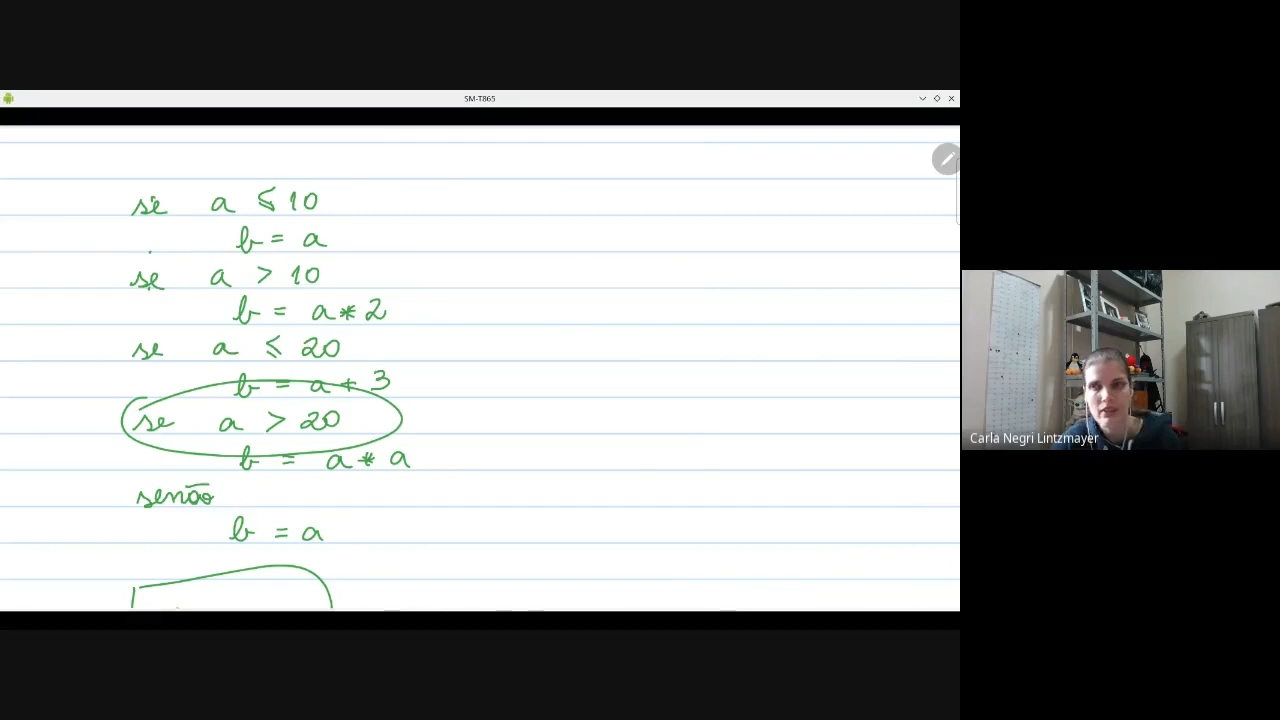 SM-T865
se a ≤ 10
b = a
se a > 10
b = a * 2
se a ≤ 20
b = a + 3
se a > 20
b = a * a
senão
b = a
Carla Negri Lintzmayer